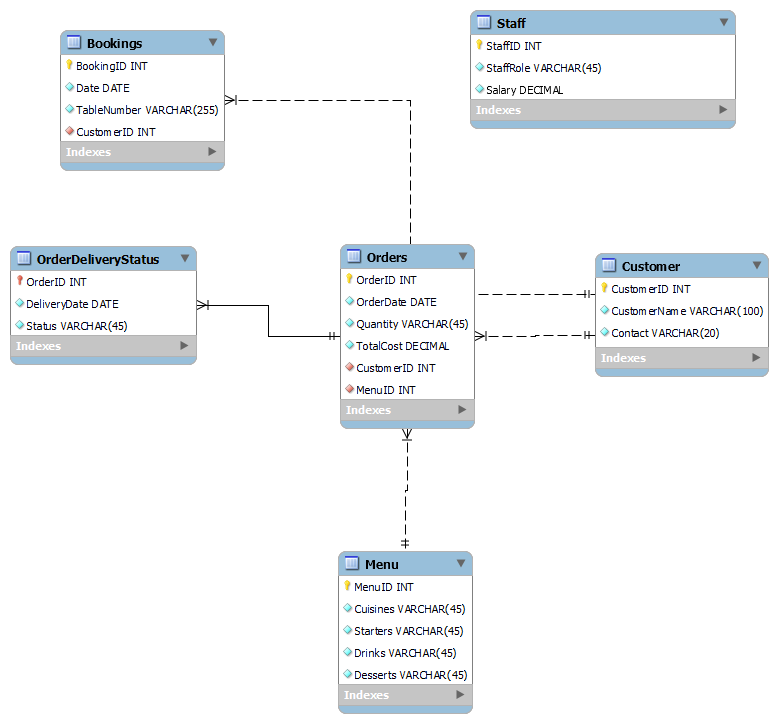 Bookings
BookingID INT
Date DATE
TableNumber VARCHAR(255)
CustomerID INT
Indexes
Staff
StaffID INT
StaffRole VARCHAR(45)
Salary DECIMAL
Indexes
OrderDeliveryStatus
OrderID INT
DeliveryDate DATE
Status VARCHAR(45)
Indexes
Orders
OrderID INT
OrderDate DATE
Quantity VARCHAR(45)
TotalCost DECIMAL
CustomerID INT
MenuID INT
Indexes
Customer
CustomerID INT
CustomerName VARCHAR(100)
Contact VARCHAR(20)
Indexes
Menu
MenuID INT
Cuisines VARCHAR(45)
Starters VARCHAR(45)
Drinks VARCHAR(45)
Desserts VARCHAR(45)
Indexes